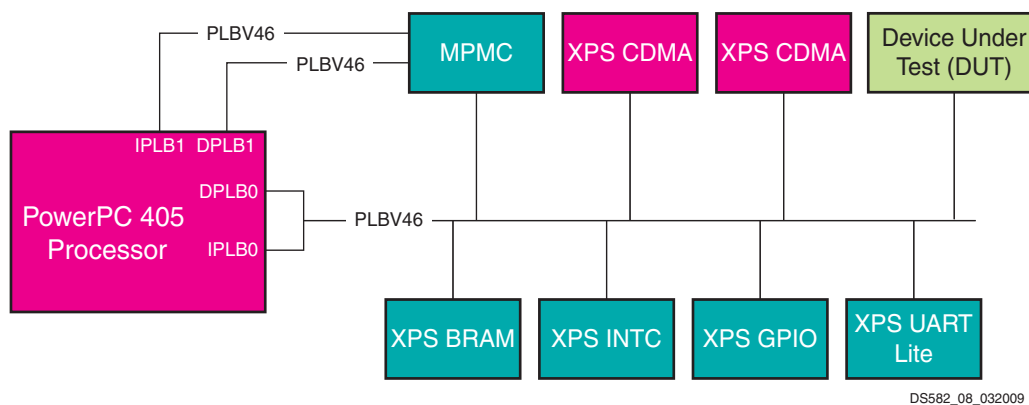 PLBV46
PLBV46
MPMC
XPS CDMA
XPS CDMA
Device Under
Test (DUT)
IPLB1 DPLB1
DPLB0
PowerPC 405
Processor
IPLB0
PLBV46
XPS BRAM
XPS INTC
XPS GPIO
XPS UART
Lite
DS582_08_032009